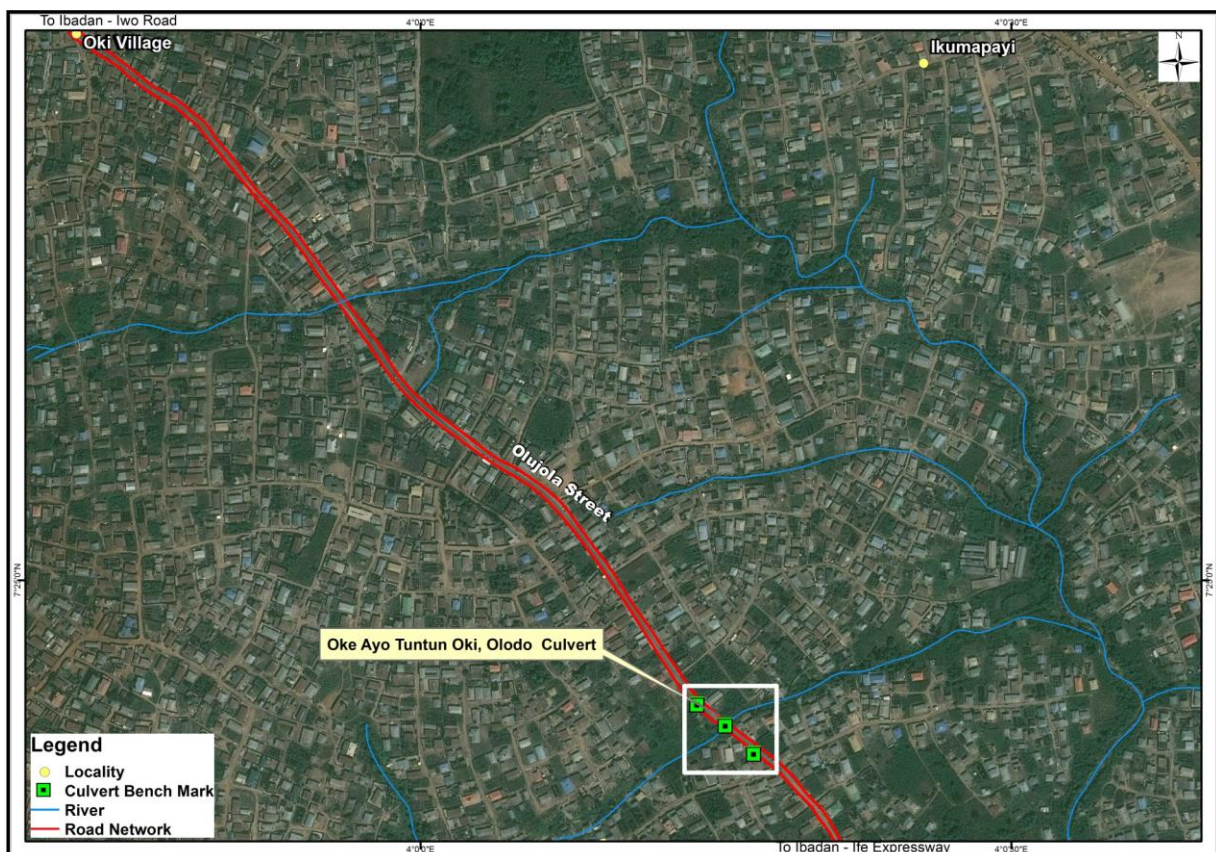 To Ibadan - Iwo Road
4°0'0"E
4°0'30"E
Oki Village
Ikumapayi
N
Olujola Street
7°25'0"N
7°25'0"N
Oke Ayo Tuntun Oki, Olodo Culvert
Legend
Locality
Culvert Bench Mark
River
Road Network
4°0'0"E
To Ibadan - Ife Expressway
4°0'30"E